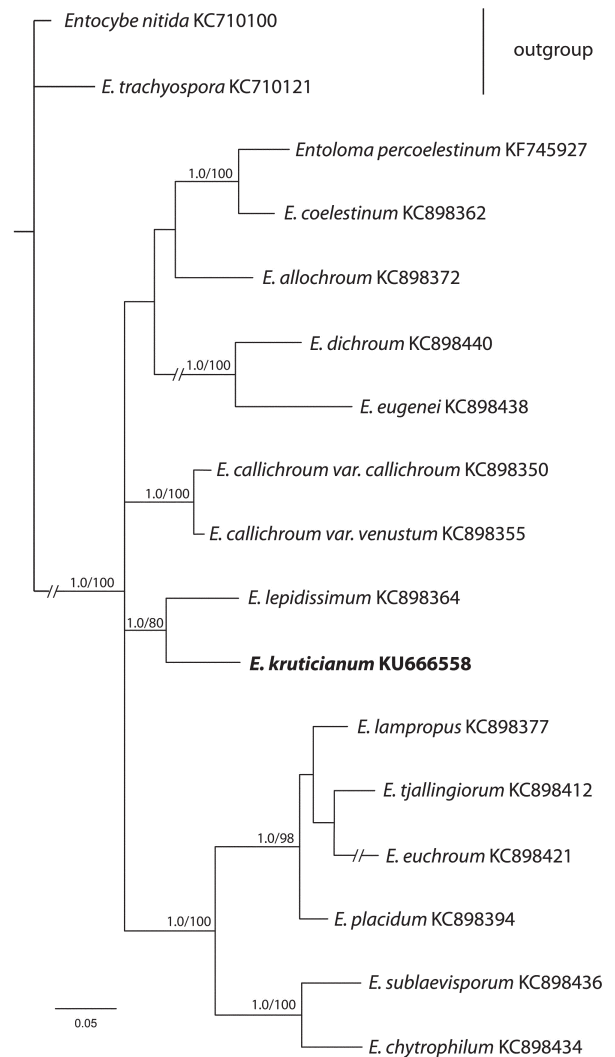 Entocybe nitida KC710100
outgroup
E. trachyospora KC710121
Entoloma percoelestinum KF745927
1.0/100
E. coelestinum KC898362
E. allochroum KC898372
E. dichroum KC898440
1.0/100
E. eugenei KC898438
E. callichroum var. callichroum KC898350
1.0/100
E. callichroum var. venustum KC898355
1.0/100
E. lepidissimum KC898364
1.0/80
E. kruticianum KU666558
E. lampropus KC898377
E. tjallingiorum KC898412
1.0/98
E. euchroum KC898421
E. placidum KC898394
1.0/100
E. sublaevisporum KC898436
1.0/100
0.05
E. chytrophilum KC898434